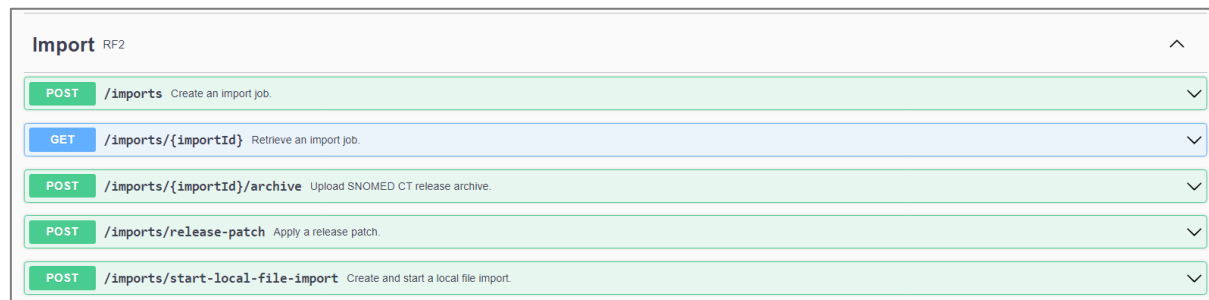 Import RF2
POST /imports Create an import job.
GET /imports/{importId} Retrieve an import job.
POST /imports/{importId}/archive Upload SNOMED CT release archive.
POST /imports/release-patch Apply a release patch.
POST /imports/start-local-file-import Create and start a local file import.